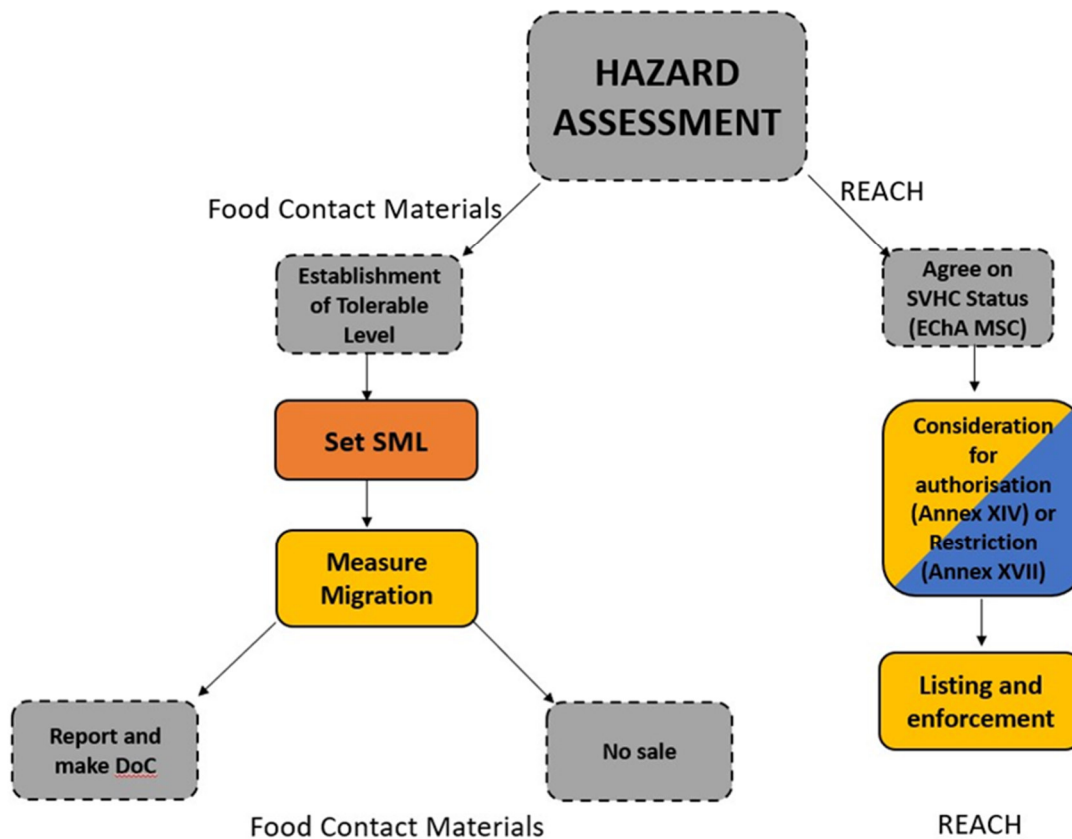 HAZARD
ASSESSMENT
Food Contact Materials
REACH
Establishment
of Tolerable
Level
Agree on
SVHC Status
(EChA MSC)
Set SML
Consideration
for
authorisation
(Annex XIV) or
Restriction
(Annex XVII)
Measure
Migration
Listing and
enforcement
Report and
make DoC
No sale
Food Contact Materials
REACH